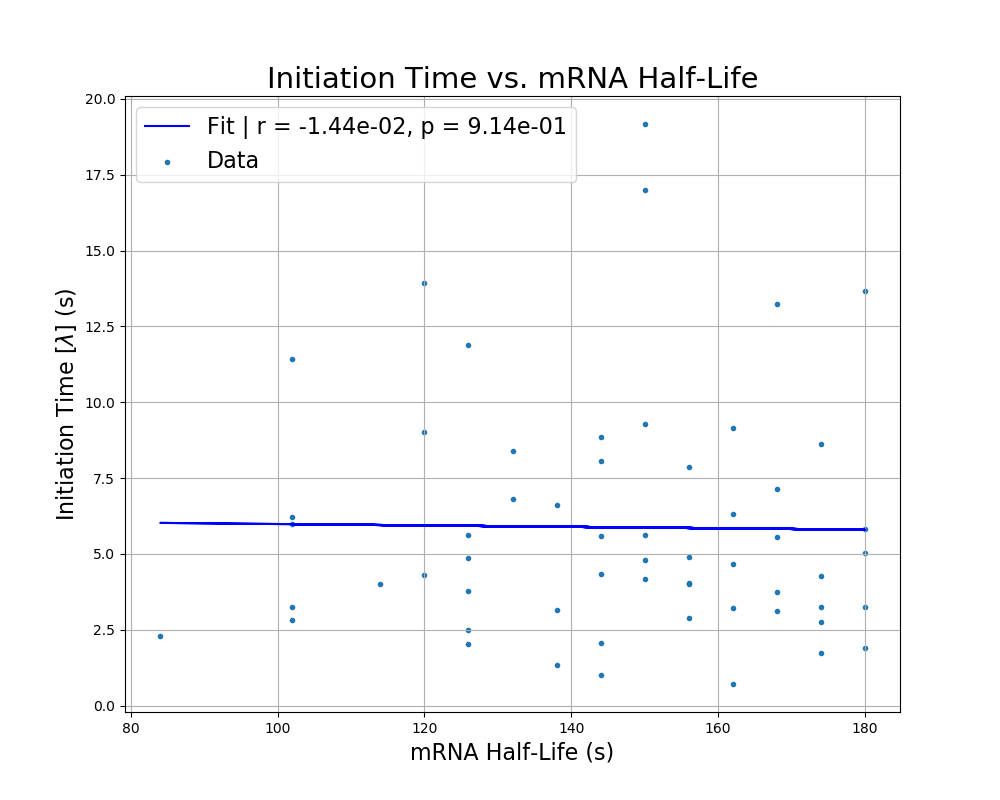 Initiation Time vs. mRNA Half-Life
Fit | r = -1.44e-02, p = 9.14e-01
Data
Initiation Time [λ] (s)
20.0
17.5
15.0
12.5
10.0
7.5
5.0
2.5
0.0
80 100 120 140 160 180
mRNA Half-Life (s)